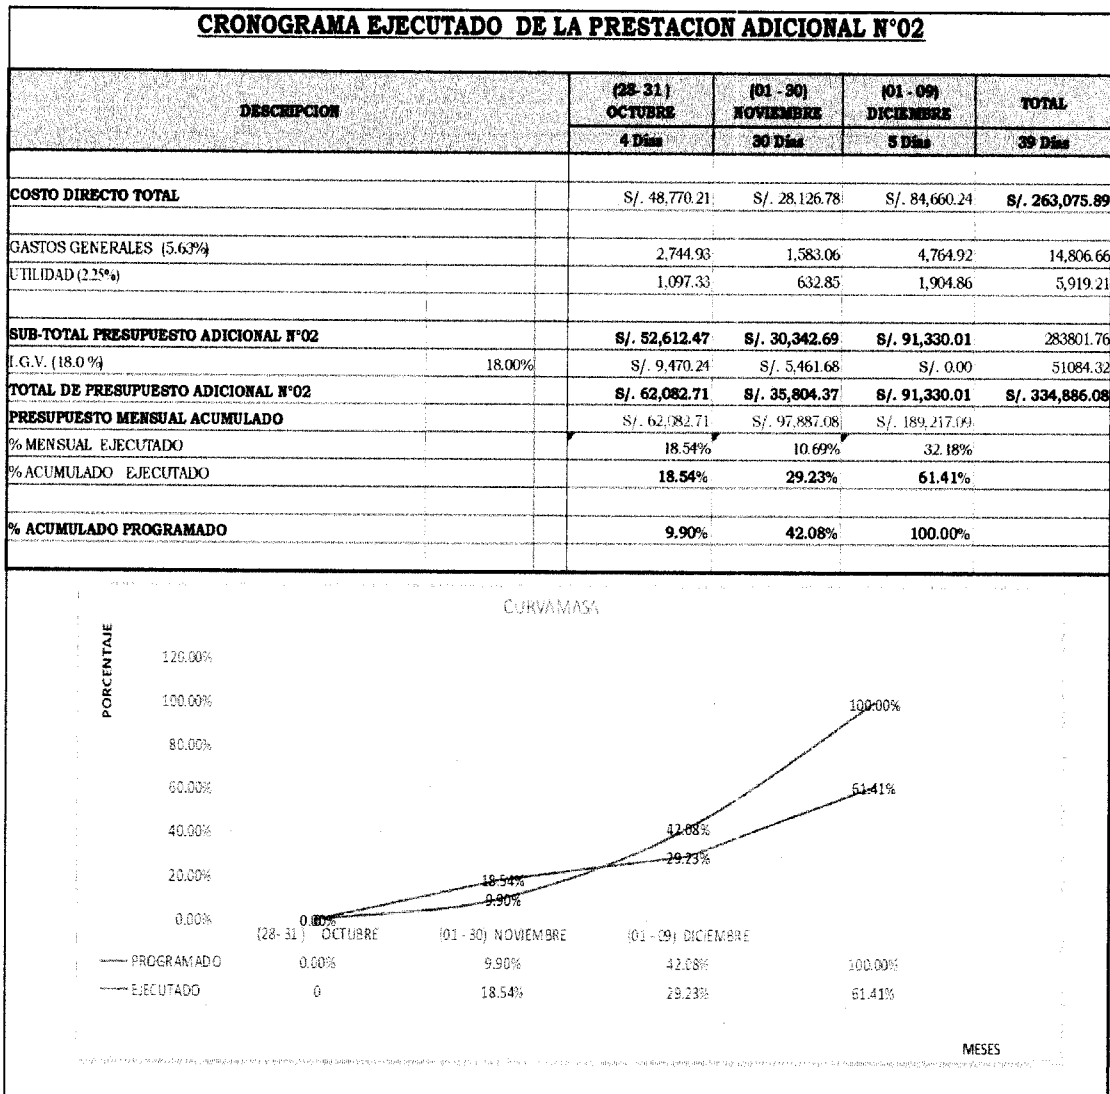 CRONOGRAMA EJECUTADO DE LA PRESTACION ADICIONAL N°02
DESCRIPCION (28-31) OCTUBRE (01 - 30) NOVIEMBRE (01 - 09) DICIEMBRE TOTAL
4 Dias 30 Dias 5 Dias 39 Dias
COSTO DIRECTO TOTAL S/. 48,770.21 S/. 28,126.78 S/. 84,660.24 S/. 263,075.89
GASTOS GENERALES (5.63%) 2,744.93 1,583.06 4,764.92 14,806.66
UTILIDAD (2.25%) 1,097.33 632.85 1,904.86 5,919.21
SUB-TOTAL PRESUPUESTO ADICIONAL N°02 S/. 52,612.47 S/. 30,342.69 S/. 91,330.01 283801.76
I.G.V. (18.0 %) 18.00% S/. 9,470.24 S/. 5,461.68 S/. 0.00 51084.32
TOTAL DE PRESUPUESTO ADICIONAL N°02 S/. 62,082.71 S/. 35,804.37 S/. 91,330.01 S/. 334,886.08
PRESUPUESTO MENSUAL ACUMULADO S/. 62,082.71 S/. 97,887.08 S/. 189,217.09
% MENSUAL EJECUTADO 18.54% 10.69% 32.18%
% ACUMULADO EJECUTADO 18.54% 29.23% 61.41%
% ACUMULADO PROGRAMADO 9.90% 42.08% 100.00%
CURVA MASA
PORCENTAJE
120.00%
100.00% 100.00%
80.00%
60.00% 61.41%
40.00% 42.08%
29.23%
20.00% 18.54%
9.90%
0.00% 0.00%
(28-31) OCTUBRE (01 - 30) NOVIEMBRE (01 - 09) DICIEMBRE
PROGRAMADO 0.00% 9.90% 42.08% 100.00%
EJECUTADO 0 18.54% 29.23% 61.41%
MESES